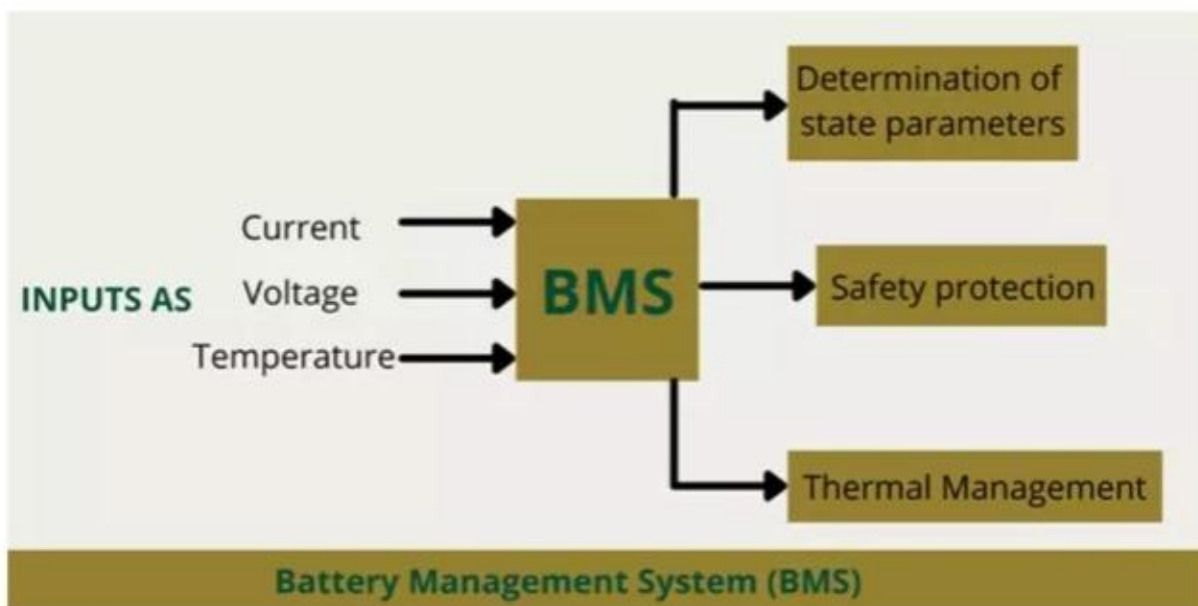 Determination of
state parameters
Current
INPUTS AS
Voltage
Temperature
BMS
Safety protection
Thermal Management
Battery Management System (BMS)